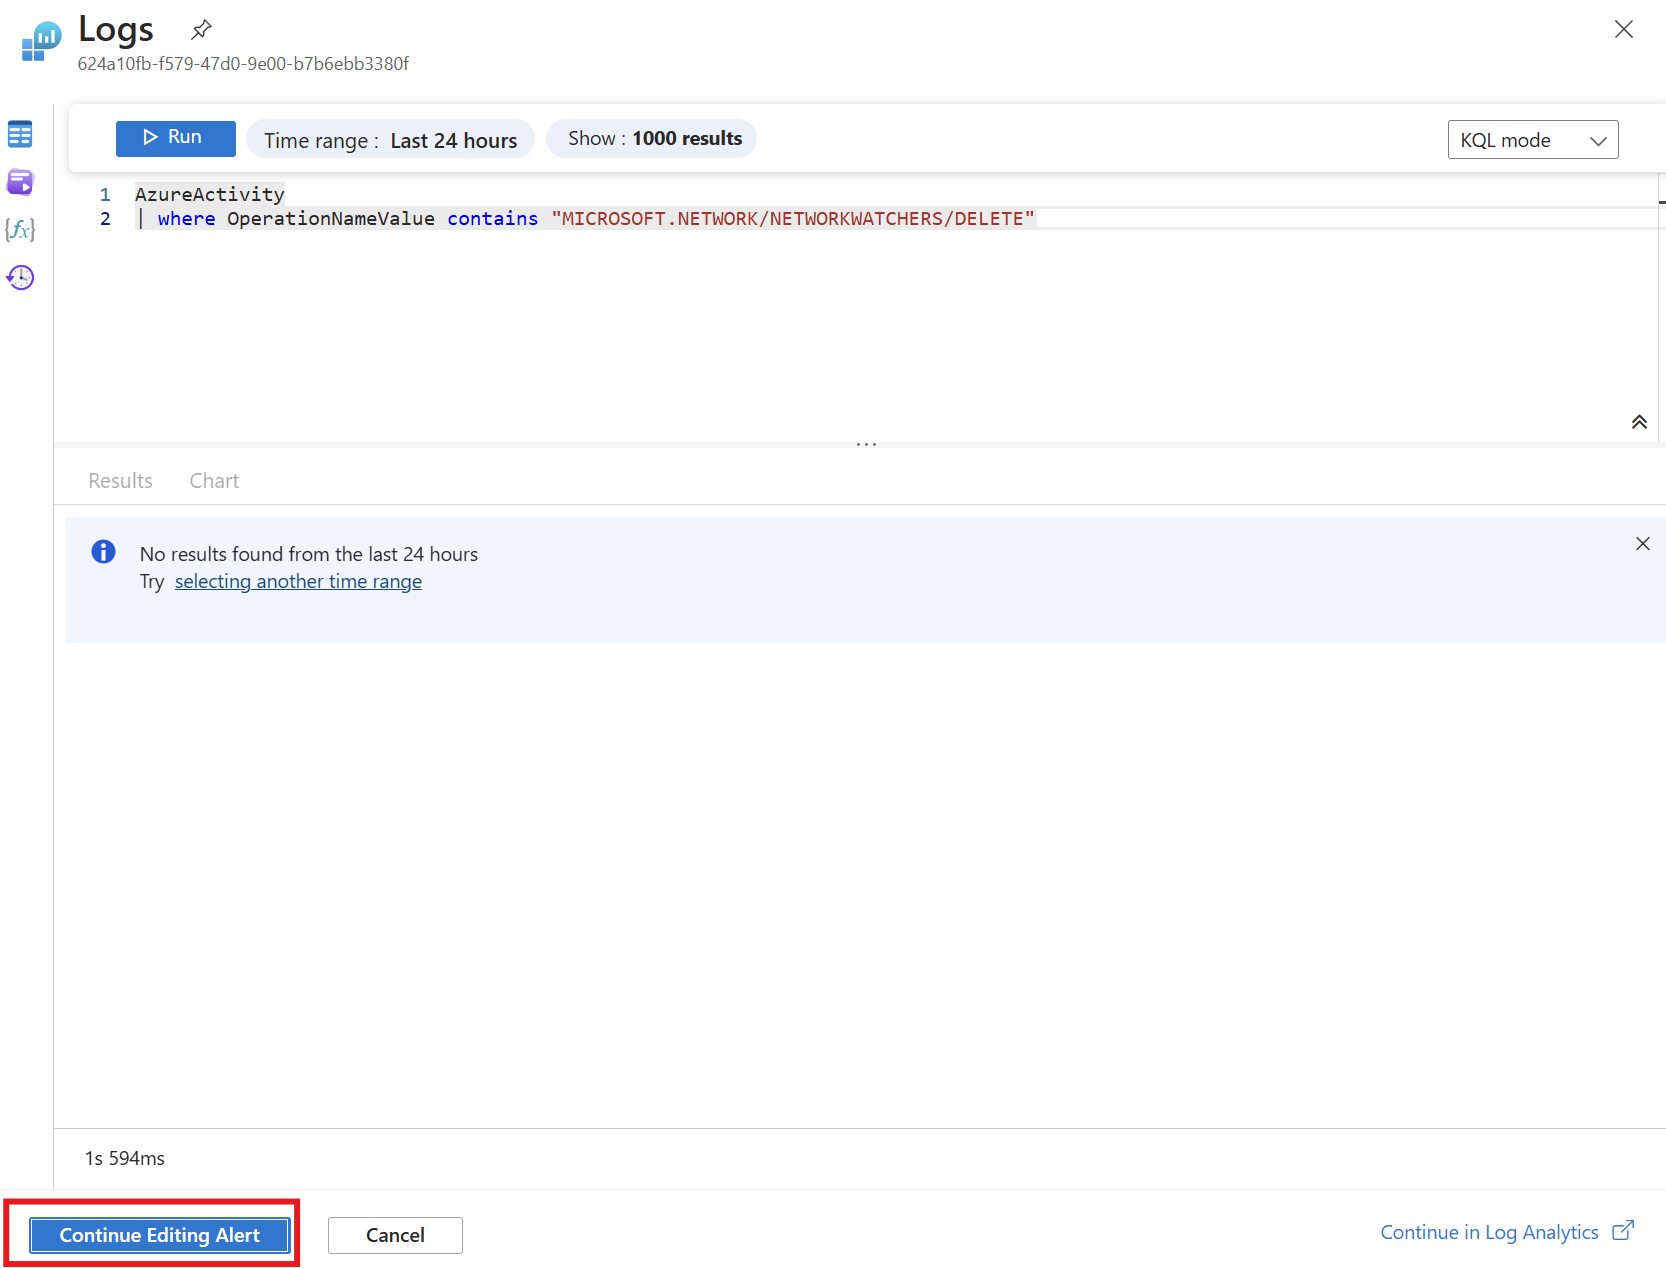 Logs
624a10fb-f579-47d0-9e00-b7b6ebb3380f
Run
Time range : Last 24 hours
Show : 1000 results
KQL mode
1 AzureActivity
2 | where OperationNameValue contains "MICROSOFT.NETWORK/NETWORKWATCHERS/DELETE"
{fx}
...
Results
Chart
No results found from the last 24 hours
Try selecting another time range
1s 594ms
Continue Editing Alert
Cancel
Continue in Log Analytics